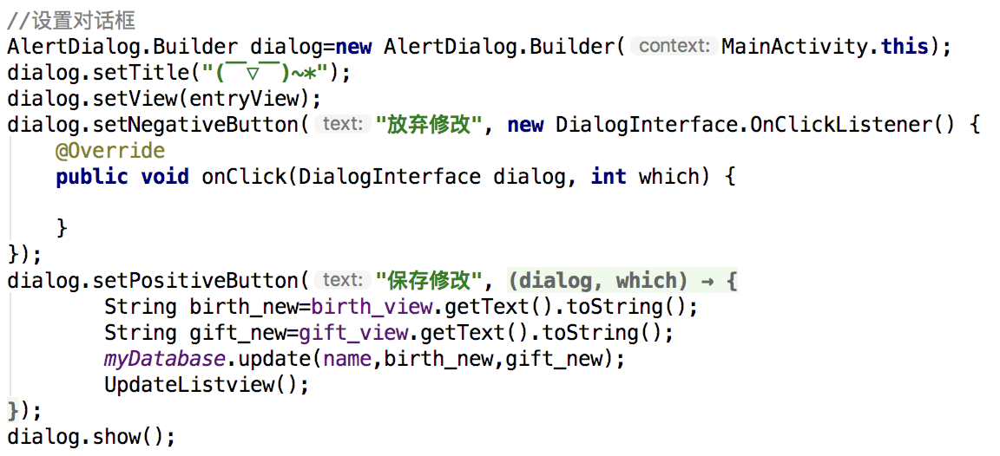 //设置对话框
AlertDialog.Builder dialog=new AlertDialog.Builder( context: MainActivity.this);
dialog.setTitle("(￣▽￣)~*");
dialog.setView(entryView);
dialog.setNegativeButton( text: "放弃修改", new DialogInterface.OnClickListener() {
    @Override
    public void onClick(DialogInterface dialog, int which) {
    }
});
dialog.setPositiveButton( text: "保存修改", (dialog, which) → {
        String birth_new=birth_view.getText().toString();
        String gift_new=gift_view.getText().toString();
        myDatabase.update(name,birth_new,gift_new);
        UpdateListview();
});
dialog.show();